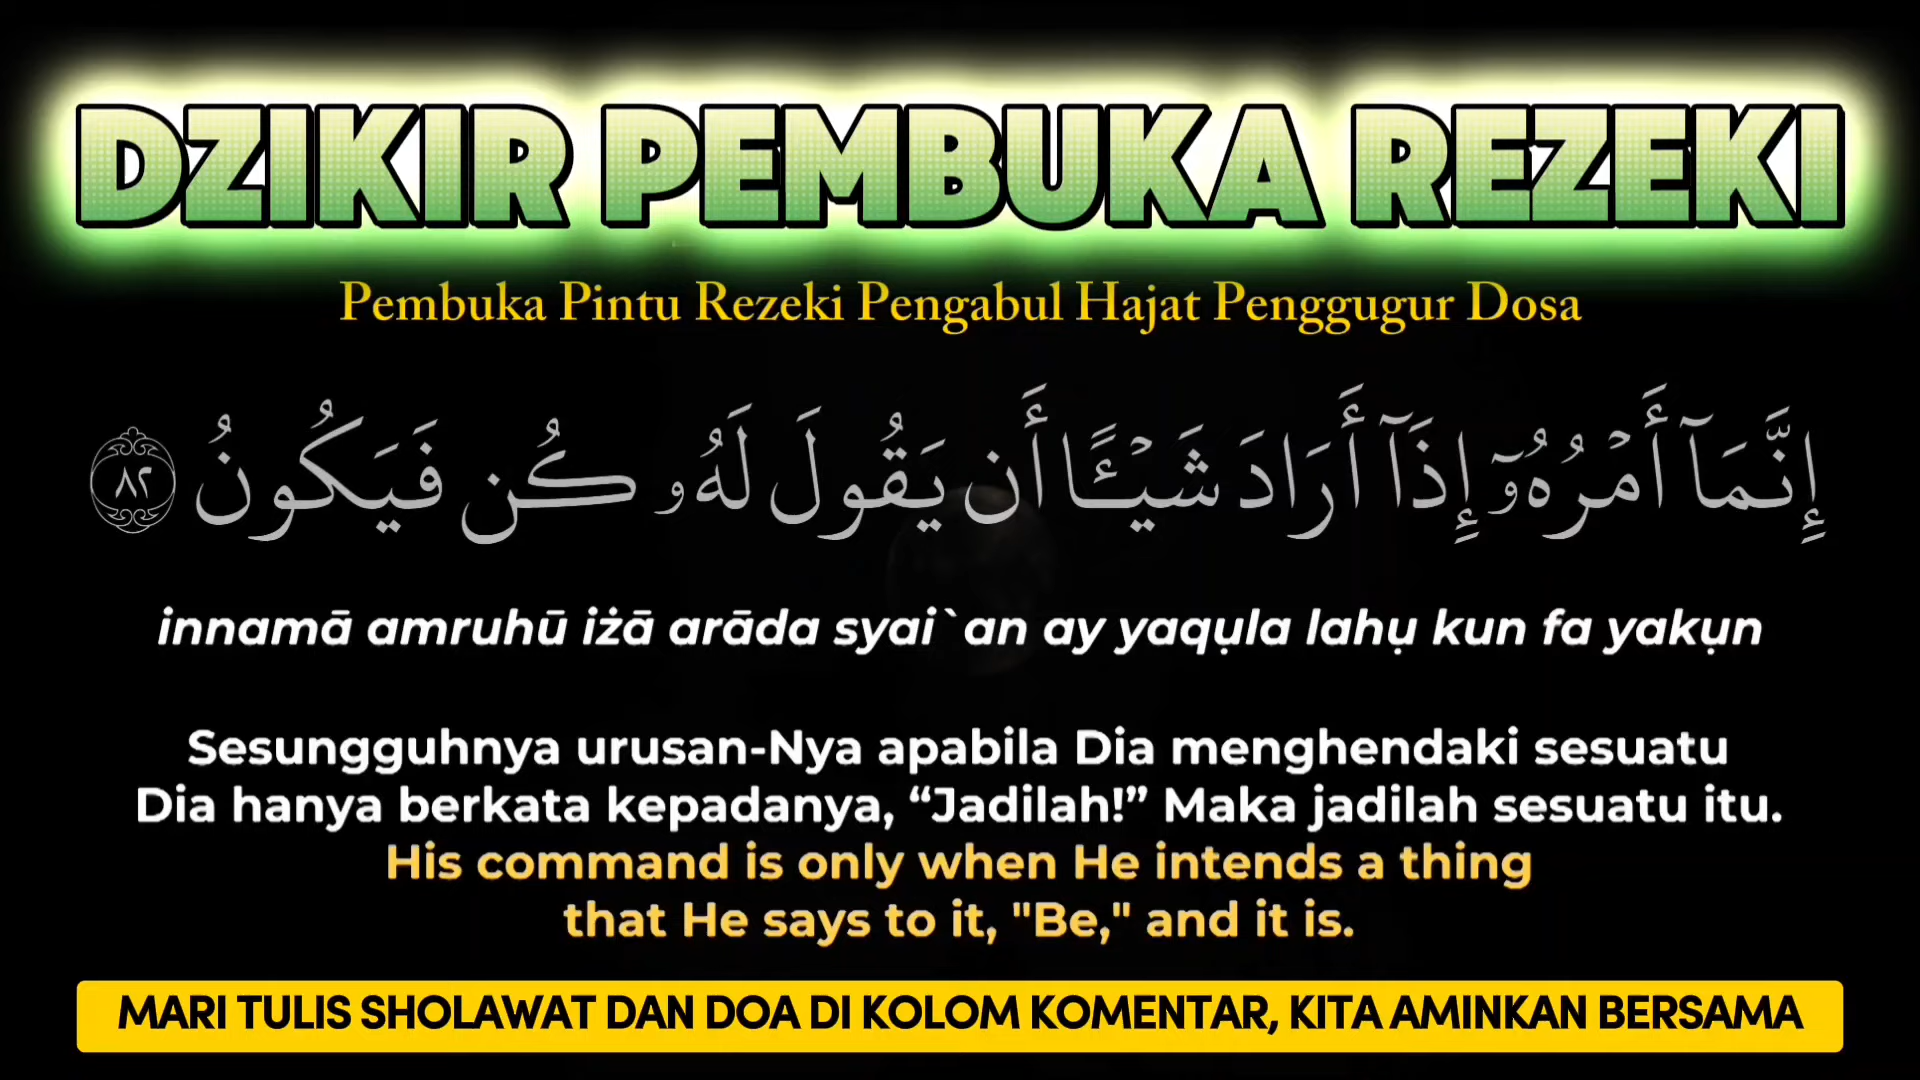 DZIKIR PEMBUKA REZEKI
Pembuka Pintu Rezeki Pengabul Hajat Penggugur Dosa
إِنَّمَآ أَمْرُهُۥٓ إِذَآ أَرَادَ شَيْـًٔا أَن يَقُولَ لَهُۥ كُن فَيَكُونُ ٨٢
innamā amruhū iżā arāda syai`an ay yaqụla lahụ kun fa yakụn
Sesungguhnya urusan-Nya apabila Dia menghendaki sesuatu
Dia hanya berkata kepadanya, “Jadilah!” Maka jadilah sesuatu itu.
His command is only when He intends a thing
that He says to it, "Be," and it is.
MARI TULIS SHOLAWAT DAN DOA DI KOLOM KOMENTAR, KITA AMINKAN BERSAMA